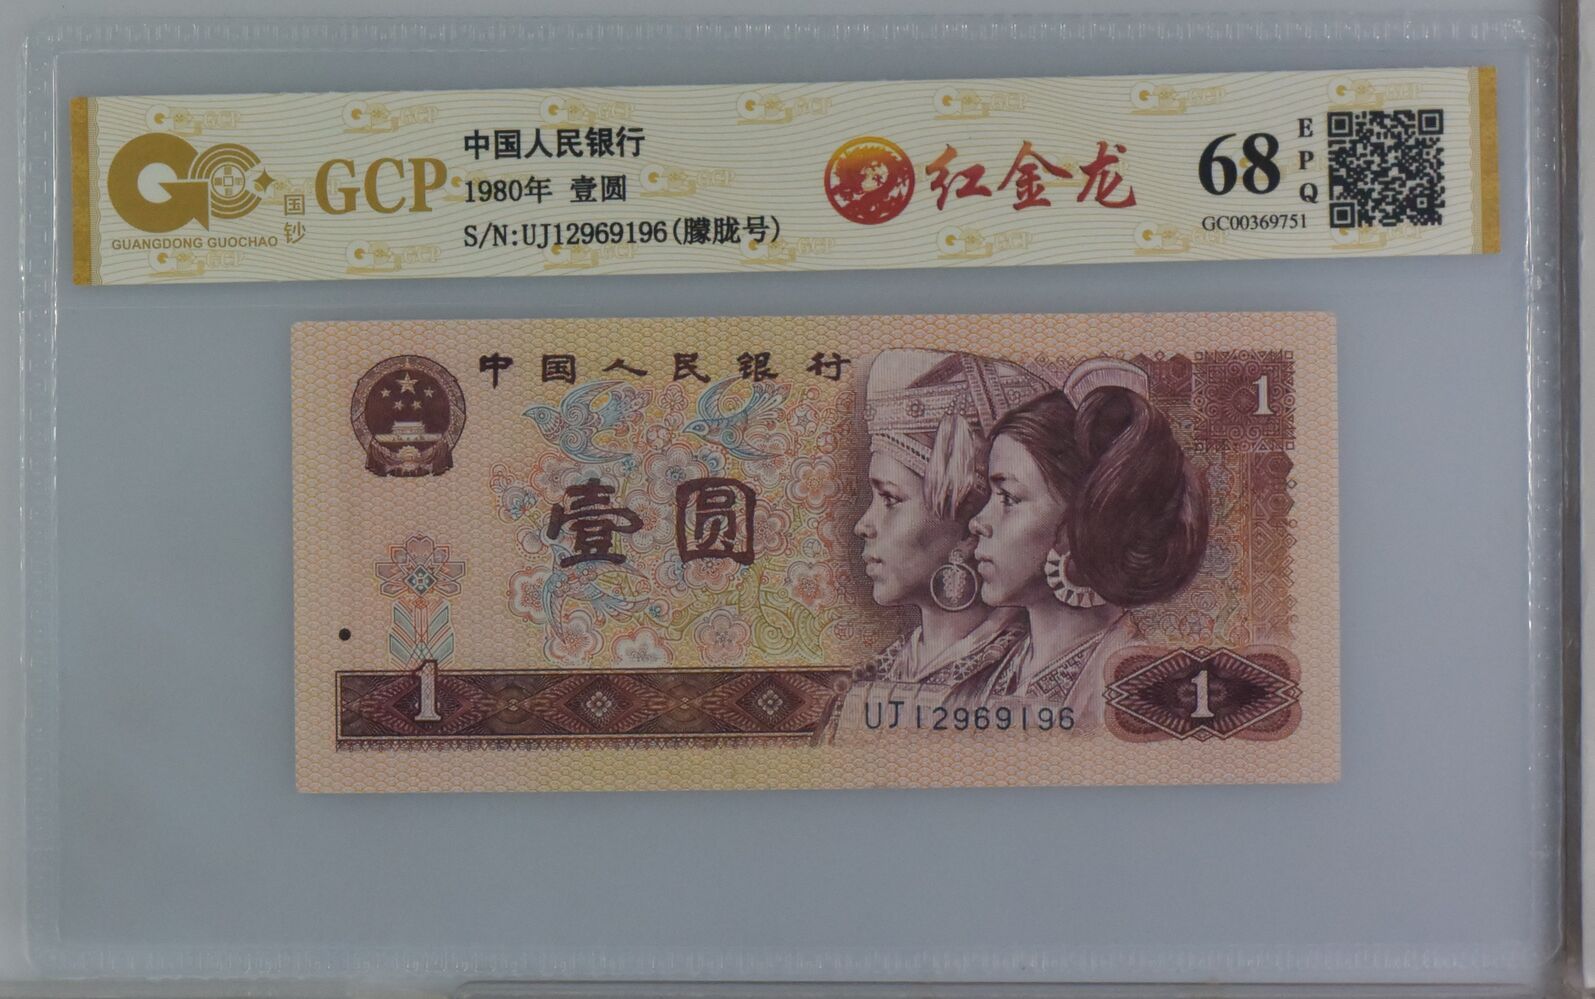 GUANGDONG GUOCHAO
国钞
GCP
中国人民银行
1980年 壹圆
S/N:UJ12969196(朦胧号)
红金龙
68
EPQ
GC00369751
中国人民银行
1
壹圆
1
UJ12969196
1